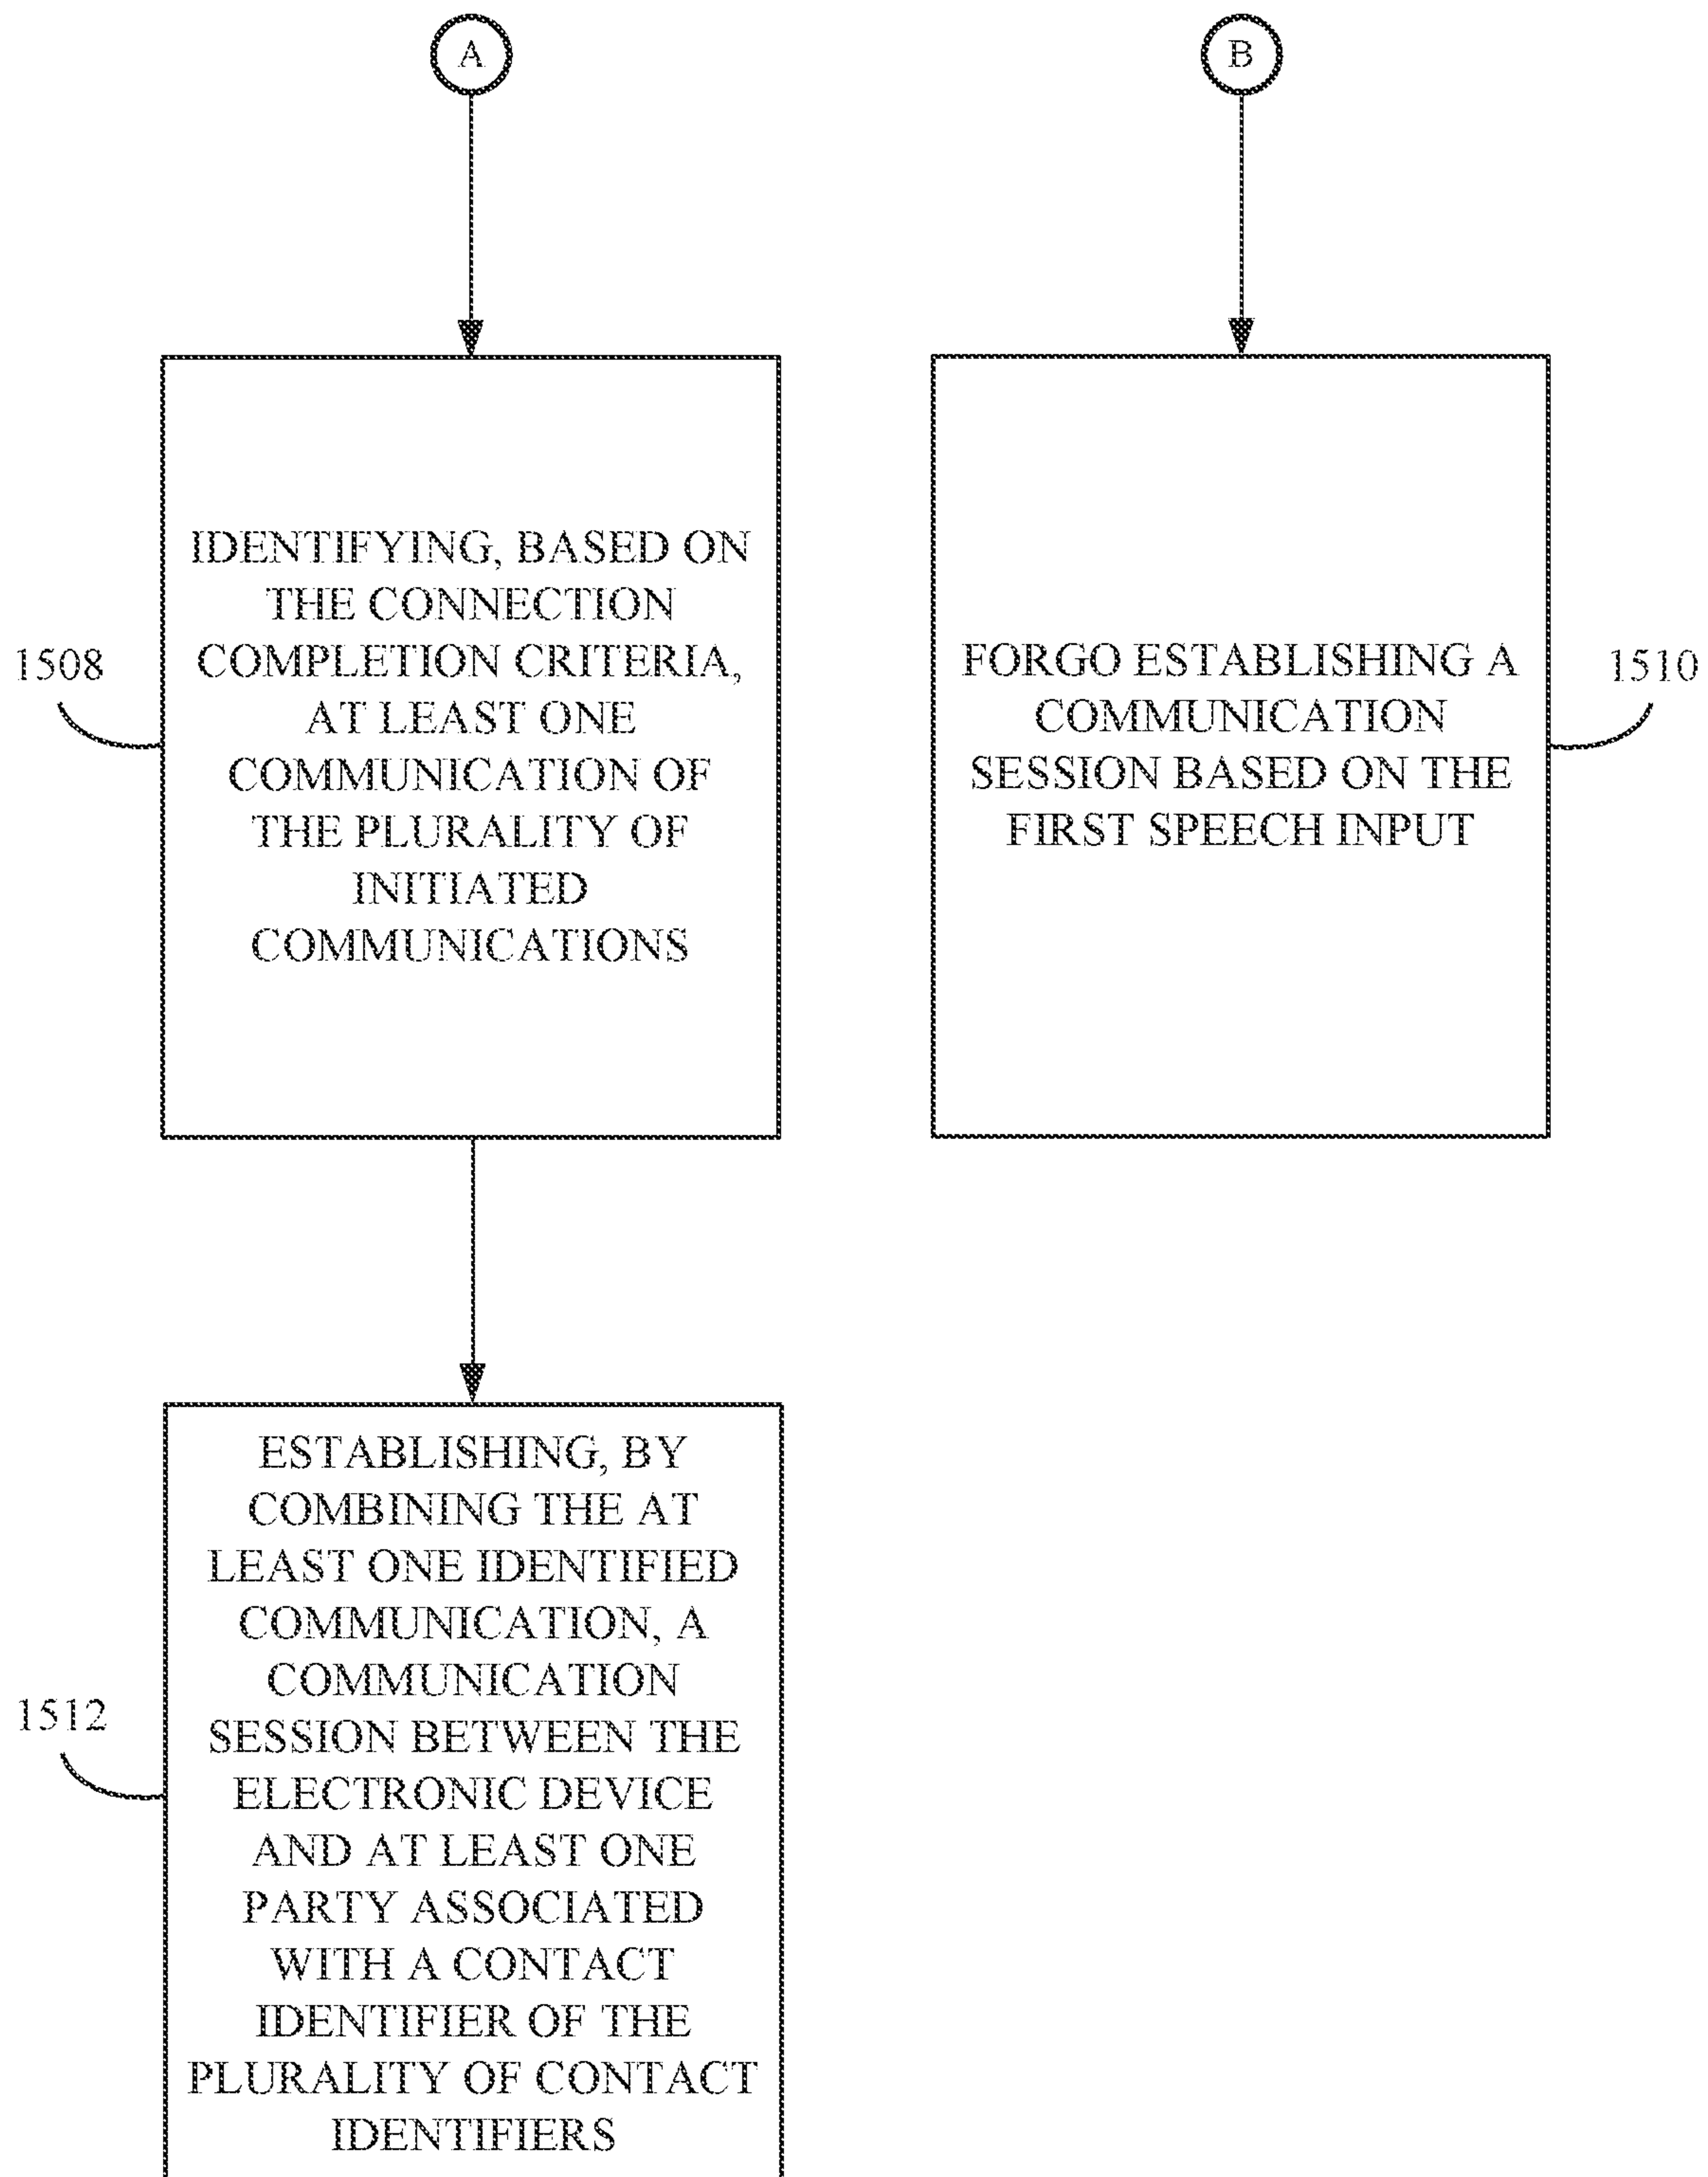 A
B
IDENTIFYING, BASED ON
THE CONNECTION
COMPLETION CRITERIA,
AT LEAST ONE
COMMUNICATION OF
THE PLURALITY OF
INITIATED
COMMUNICATIONS
1508
FORGO ESTABLISHING A
COMMUNICATION
SESSION BASED ON THE
FIRST SPEECH INPUT
1510
ESTABLISHING, BY
COMBINING THE AT
LEAST ONE IDENTIFIED
COMMUNICATION, A
COMMUNICATION
SESSION BETWEEN THE
ELECTRONIC DEVICE
AND AT LEAST ONE
PARTY ASSOCIATED
WITH A CONTACT
IDENTIFIER OF THE
PLURALITY OF CONTACT
IDENTIFIERS
1512